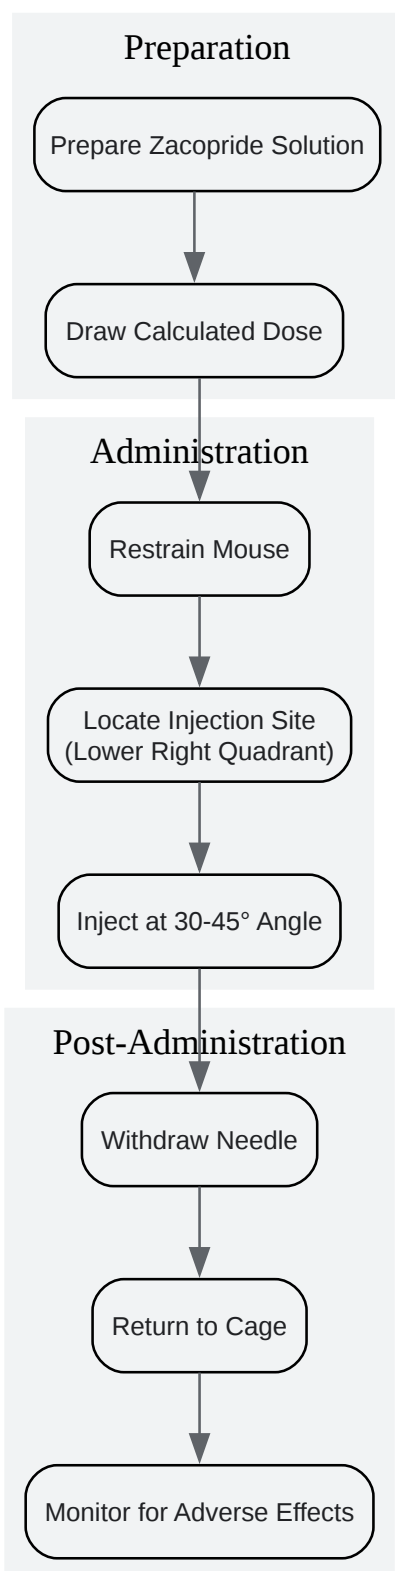 Preparation
Prepare Zacopride Solution
Draw Calculated Dose
Administration
Restrain Mouse
Locate Injection Site
(Lower Right Quadrant)
Inject at 30-45° Angle
Post-Administration
Withdraw Needle
Return to Cage
Monitor for Adverse Effects